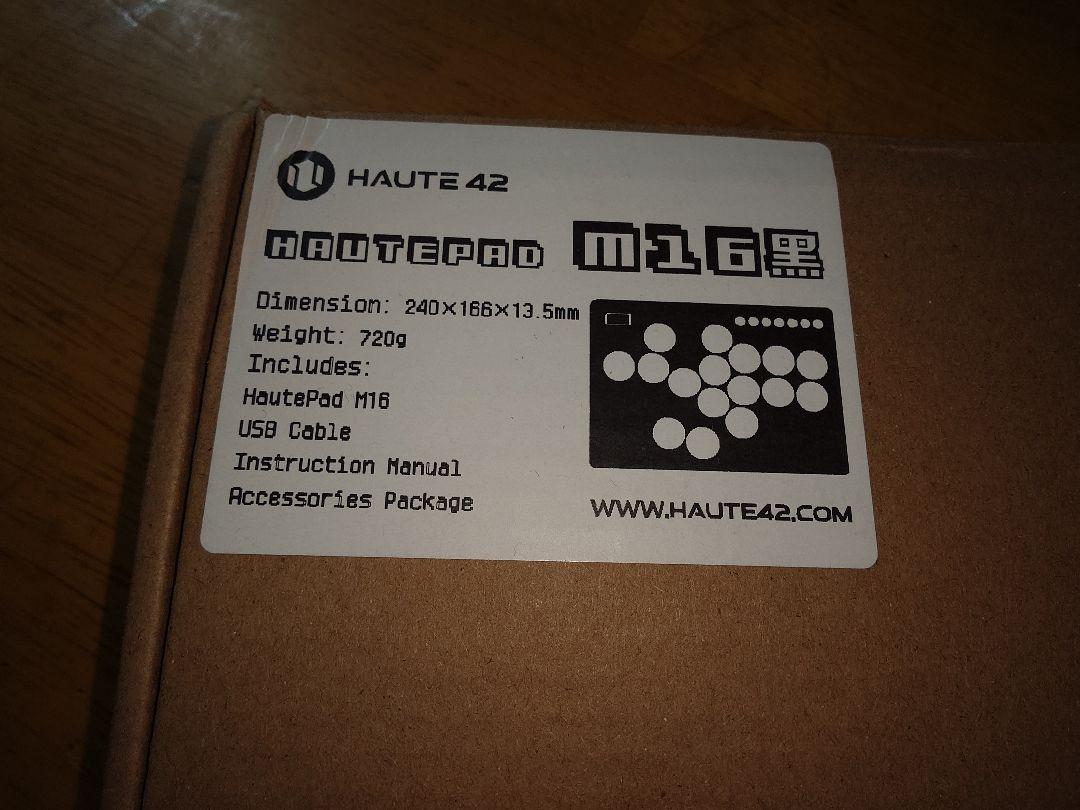 HAUTE 42
HAUTEPAD M16黑
Dimension: 240×166×13.5mm
Weight: 720g
Includes:
HautePad M16
USB Cable
Instruction Manual
Accessories Package
WWW.HAUTE42.COM